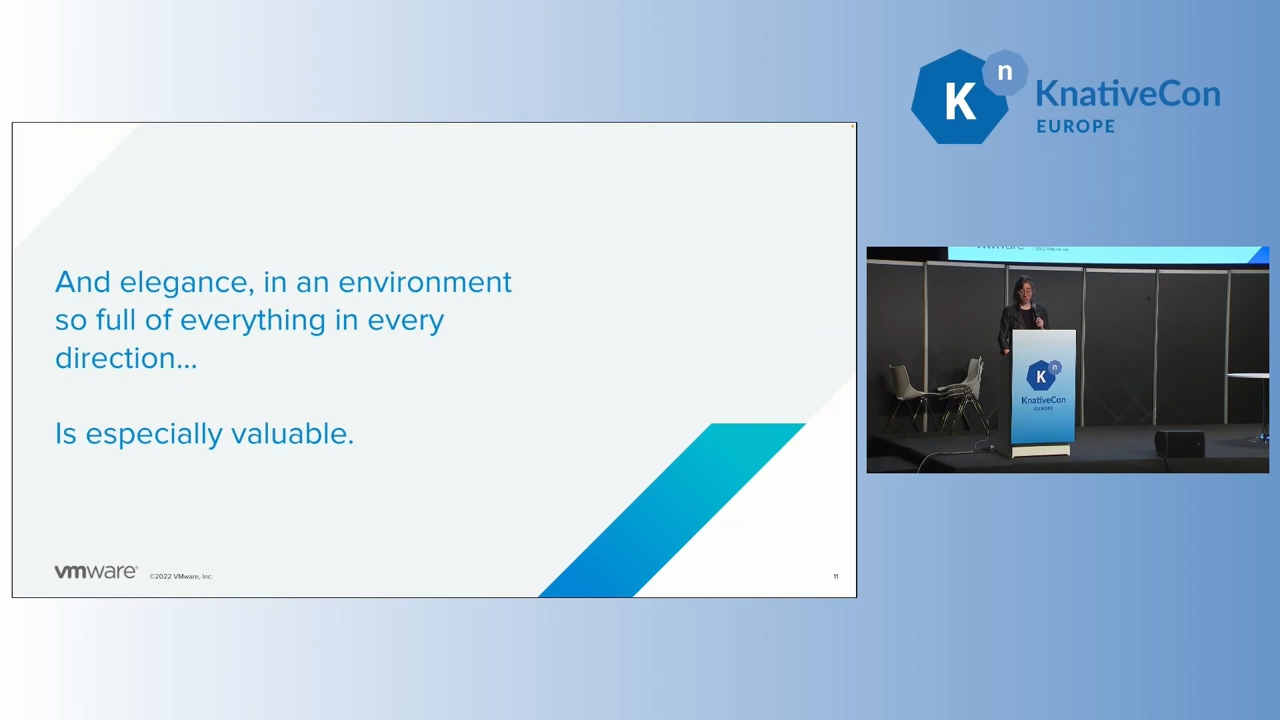 K
n
KnativeCon
EUROPE
And elegance, in an environment
so full of everything in every
direction...
Is especially valuable.
vmware®
©2022 VMware, Inc.
11
K
n
KnativeCon
EUROPE